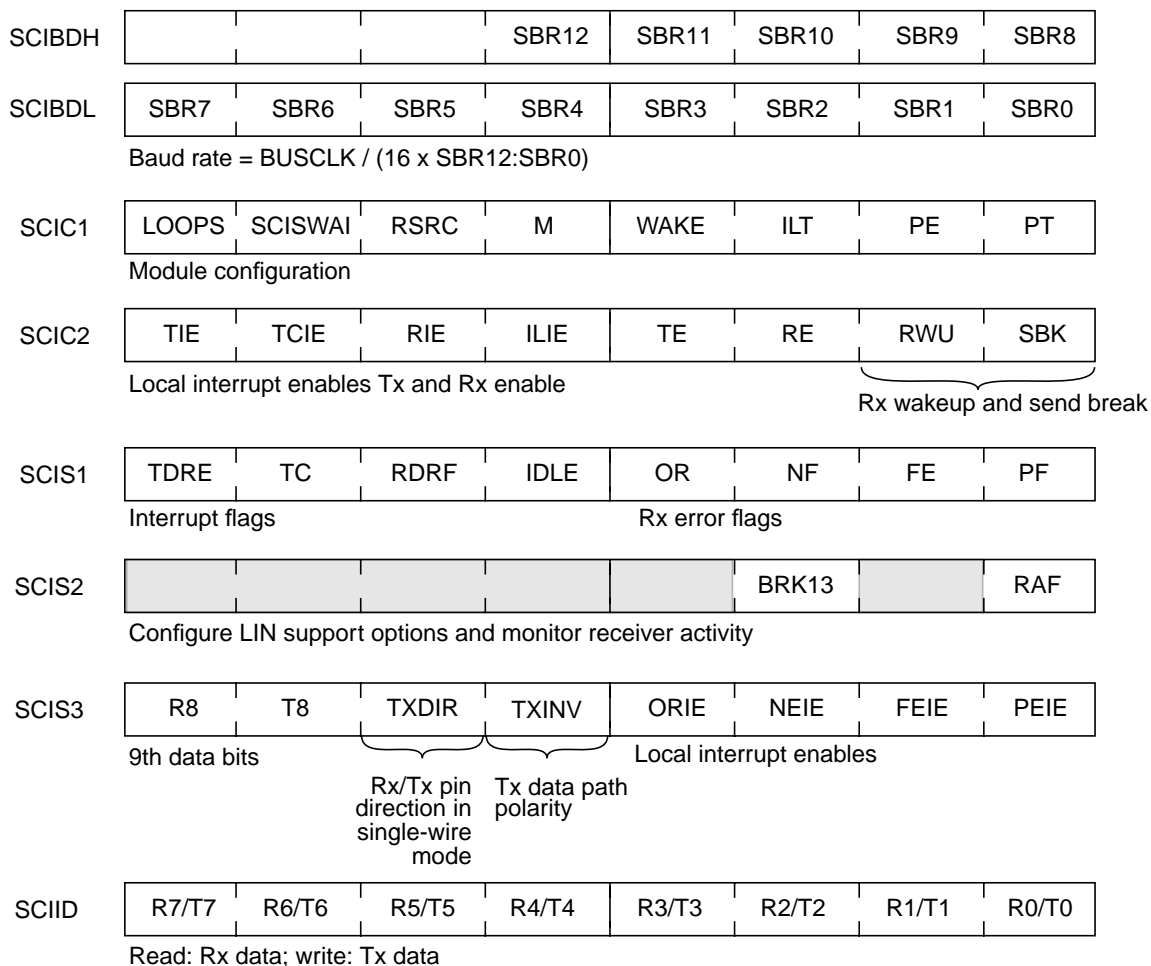 SCIBDH SBR12 SBR11 SBR10 SBR9 SBR8
SCIBDL SBR7 SBR6 SBR5 SBR4 SBR3 SBR2 SBR1 SBR0
Baud rate = BUSCLK / (16 x SBR12:SBR0)
SCIC1 LOOPS SCISWAI RSRC M WAKE ILT PE PT
Module configuration
SCIC2 TIE TCIE RIE ILIE TE RE RWU SBK
Local interrupt enables Tx and Rx enable
Rx wakeup and send break
SCIS1 TDRE TC RDRF IDLE OR NF FE PF
Interrupt flags Rx error flags
SCIS2 BRK13 RAF
Configure LIN support options and monitor receiver activity
SCIS3 R8 T8 TXDIR TXINV ORIE NEIE FEIE PEIE
9th data bits Local interrupt enables
Rx/Tx pin
direction in
single-wire
mode
Tx data path
polarity
SCIID R7/T7 R6/T6 R5/T5 R4/T4 R3/T3 R2/T2 R1/T1 R0/T0
Read: Rx data; write: Tx data